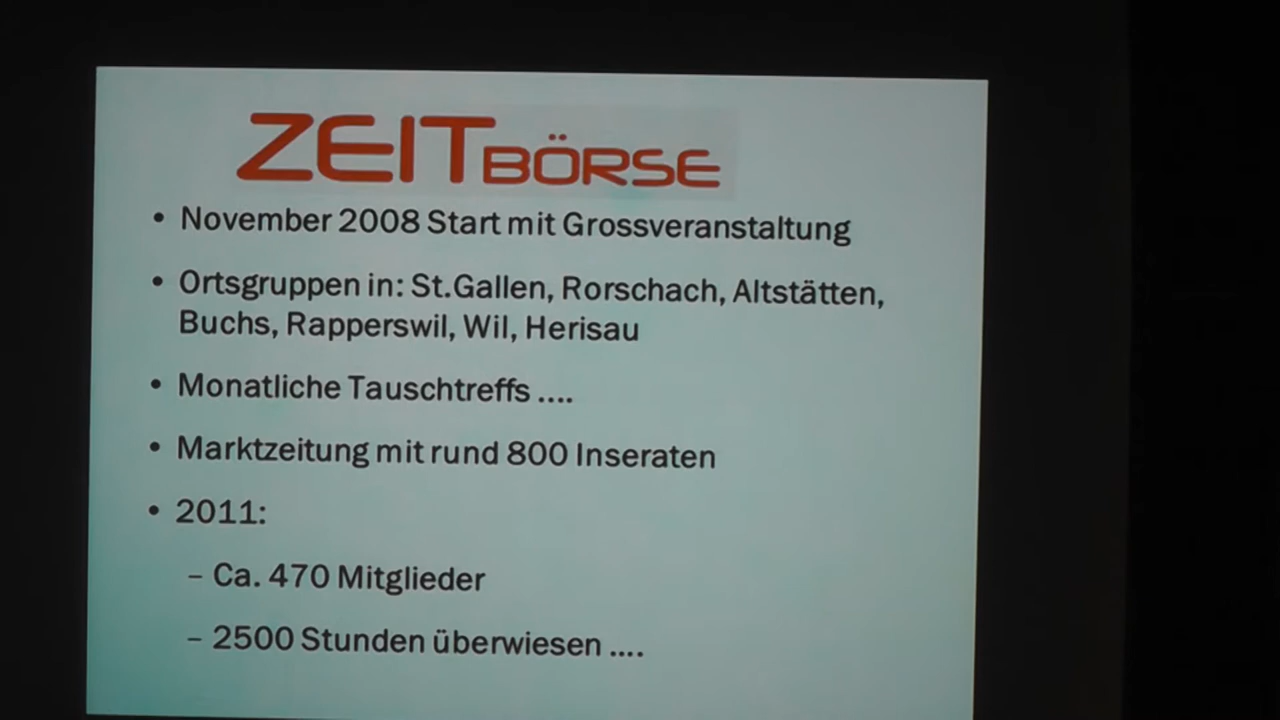 ZEITBÖRSE
• November 2008 Start mit Grossveranstaltung
• Ortsgruppen in: St.Gallen, Rorschach, Altstätten,
Buchs, Rapperswil, Wil, Herisau
• Monatliche Tauschtreffs ....
• Marktzeitung mit rund 800 Inseraten
• 2011:
– Ca. 470 Mitglieder
– 2500 Stunden überwiesen ....